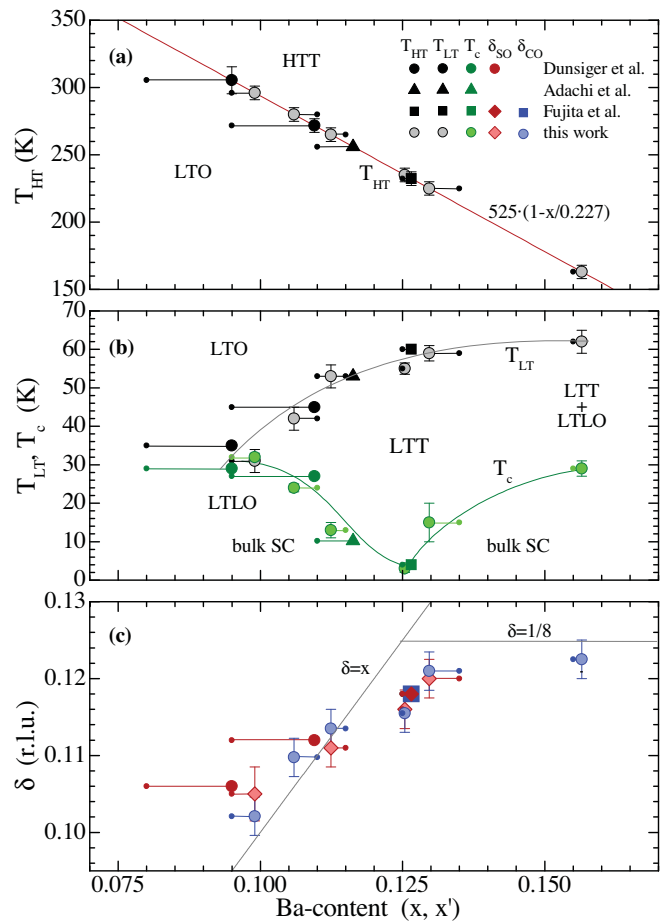 (a)
HTT
T_HT T_LT T_c δ_SO δ_CO
Dunsiger et al.
Adachi et al.
Fujita et al.
this work
LTO
T_HT
525·(1-x/0.227)
T_HT (K)
350
300
250
200
150
(b)
LTO
T_LT
LTT
+
LTLO
LTT
T_c
LTLO
bulk SC
bulk SC
T_LT, T_c (K)
70
60
50
40
30
20
10
0
(c)
δ=x
δ=1/8
δ (r.l.u.)
0.13
0.12
0.11
0.10
0.075 0.100 0.125 0.150
Ba-content (x, x')